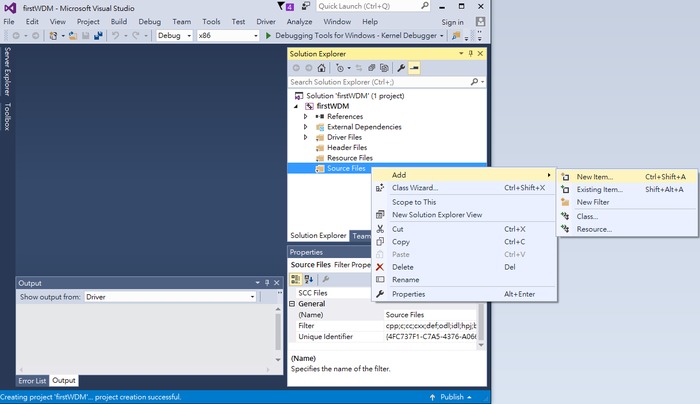 firstWDM - Microsoft Visual Studio
4
Quick Launch (Ctrl+Q)
File Edit View Project Build Debug Team Tools Test Analyze Window Help Sign in
Debug x86 Debugging Tools for Windows - Kernel Debugger
Server Explorer
Toolbox
Solution Explorer
Search Solution Explorer (Ctrl+;)
Solution 'firstWDM' (1 project)
firstWDM
References
External Dependencies
Driver Files
Header Files
Resource Files
Source Files
Add
Class Wizard... Ctrl+Shift+X
Scope to This
New Solution Explorer View
Cut Ctrl+X
Copy Ctrl+C
Paste Ctrl+V
Delete Del
Rename
Properties Alt+Enter
New Item... Ctrl+Shift+A
Existing Item... Shift+Alt+A
New Filter
Class...
Resource...
Solution Explorer Team
Properties
Source Files Filter Prope
SCC Files
General
(Name) Source Files
Filter cpp;c;cc;cxx;def;odl;idl;hpj;b
Unique Identifier {4FC737F1-C7A5-4376-A066
(Name)
Specifies the name of the filter.
Output
Show output from: Driver
Error List Output
Creating project 'firstWDM'... project creation successful. Publish